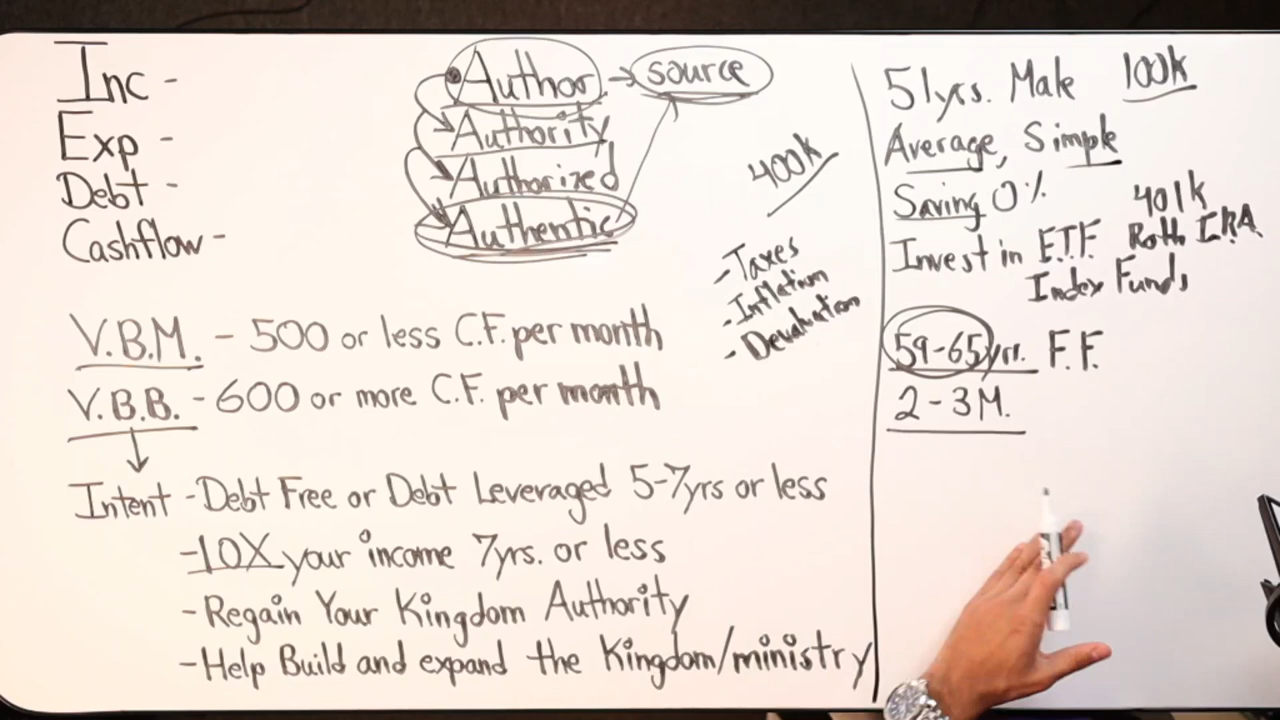 Inc -
Exp -
Debt -
Cashflow -
Author → source
Authority
Authorized
Authentic
V.B.M. - 500 or less C.F. per month
V.B.B. - 600 or more C.F. per month
Intent - Debt Free or Debt Leveraged 5-7yrs or less
-10X your income 7yrs. or less
- Regain Your Kingdom Authority
- Help Build and expand the Kingdom/ministry
400k
- Taxes
- Inflation
- Devaluation
51yrs. Make 100k
Average, Simple
Saving 0%
401k
Invest in E.T.F. Roth I.R.A
Index Funds
59-65yrs. F.F.
2-3M.